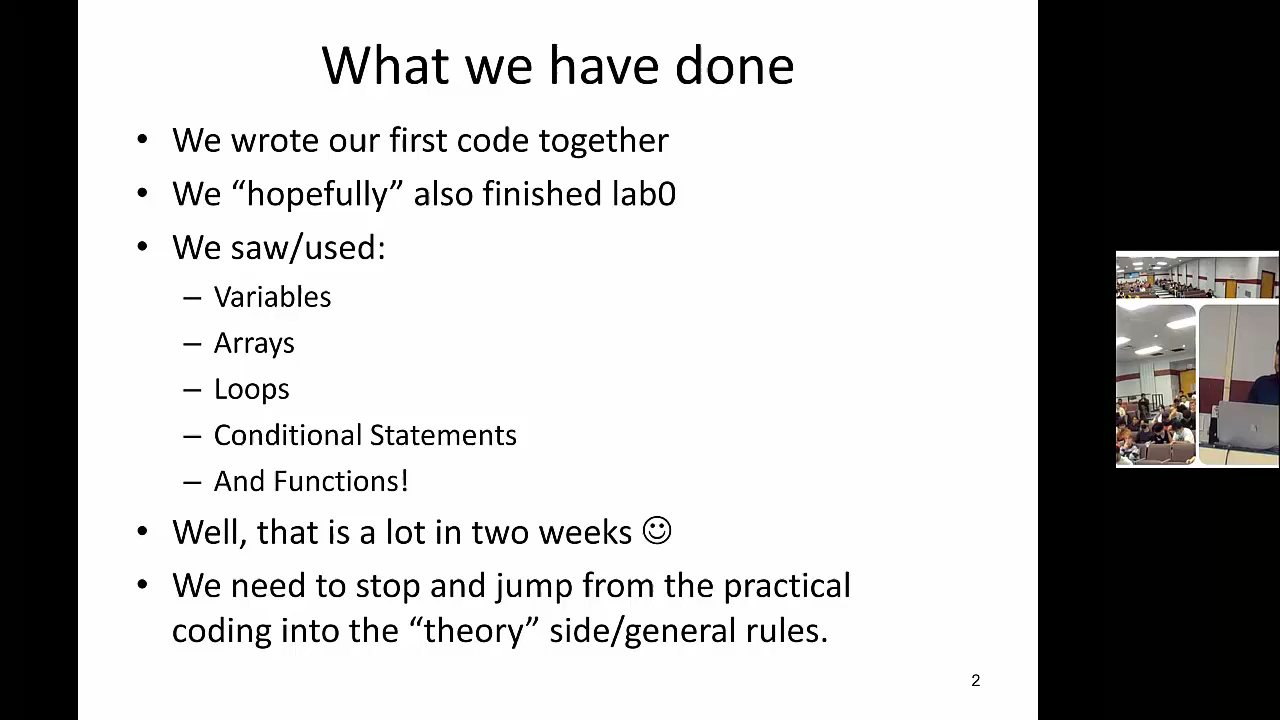 What we have done
• We wrote our first code together
• We “hopefully” also finished lab0
• We saw/used:
– Variables
– Arrays
– Loops
– Conditional Statements
– And Functions!
• Well, that is a lot in two weeks ☺
• We need to stop and jump from the practical
coding into the “theory” side/general rules.
2